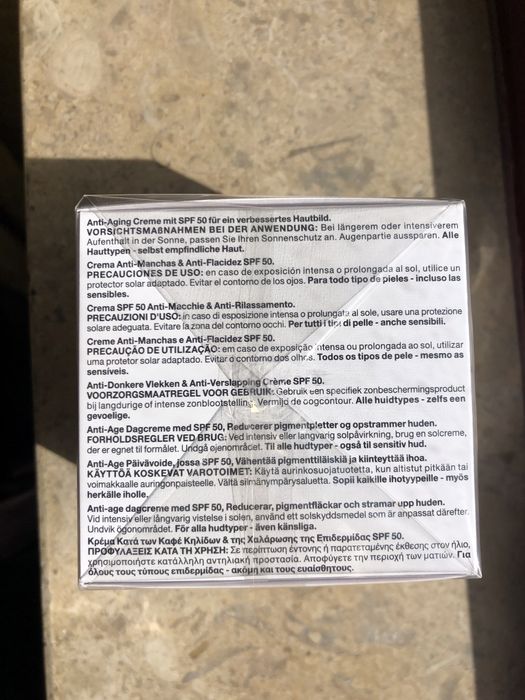 Anti-Aging Creme mit SPF 50 für ein verbessertes Hautbild.
VORSICHTSMAßNAHMEN BEI DER ANWENDUNG: Bei längerem oder intensiverem
Aufenthalt in der Sonne, passen Sie Ihren Sonnenschutz an. Augenpartie aussparen. Alle
Hauttypen - selbst empfindliche Haut.
Crema Anti-Manchas & Anti-Flacidez SPF 50.
PRECAUCIONES DE USO: en caso de exposición intensa o prolongada al sol, utilice un
protector solar adaptado. Evitar el contorno de los ojos. Para todo tipo de pieles - incluso las
sensibles.
Crema SPF 50 Anti-Macchie & Anti-Rilassamento.
PRECAUZIONI D'USO: in caso di esposizione intensa o prolungata al sole, usare una protezione
solare adeguata. Evitare la zona del contorno occhi. Per tutti i tipi di pelle - anche sensibili.
Creme Anti-Manchas e Anti-Flacidez SPF 50.
PRECAUÇÃO DE UTILIZAÇÃO: em caso de exposição intensa ou prolongada ao sol, utilizar
uma protetor solar adaptado. Evitar o contorno dos olhos. Todos os tipos de pele - mesmo as
sensíveis.
Anti-Donkere Vlekken & Anti-Verslapping Crème SPF 50.
VOORZORGSMAATREGEL VOOR GEBRUIK: Gebruik een specifiek zonbeschermingsproduct
bij langdurige of intense zonblootstelling. Vermijd de oogcontour. Alle huidtypes - zelfs een
gevoelige.
Anti-Age Dagcreme med SPF 50, Reducerer pigmentpletter og opstrammer huden.
FORHOLDSREGLER VED BRUG: Ved intensiv eller langvarig solpåvirkning, brug en solcreme,
der er egnet til formålet. Undgå øjenområdet. Til alle hudtyper - også til sensitiv hud.
Anti-Age Päivävoide, jossa SPF 50, Vähentää pigmenttiläiskiä ja kiinteyttää ihoa.
KÄYTTÖÄ KOSKEVAT VAROTOIMET: Käytä aurinkosuojatuotetta, kun altistut pitkään tai
voimakkaalle auringonpaisteelle. Vältä silmänympärysaluetta. Sopii kaikille ihotyypeille - myös
herkälle iholle.
Anti-age dagcreme med SPF 50, Reducerar, pigmentfläckar och stramar upp huden.
Vid intensiv eller långvarig vistelse i solen, använd ett solskyddsmedel som är anpassat därefter.
Undvik ögonområdet. För alla hudtyper - även känsliga.
Κρέμα Κατά των Καφέ Κηλίδων & της Χαλάρωσης της Επιδερμίδας SPF 50.
ΠΡΟΦΥΛΑΞΕΙΣ ΚΑΤΑ ΤΗ ΧΡΗΣΗ: Σε περίπτωση έντονης ή παρατεταμένης έκθεσης στον ήλιο,
χρησιμοποιήστε κατάλληλη αντηλιακή προστασία. Αποφύγετε την περιοχή των ματιών. Για
όλους τους τύπους επιδερμίδας - ακόμη και τους ευαίσθητους.